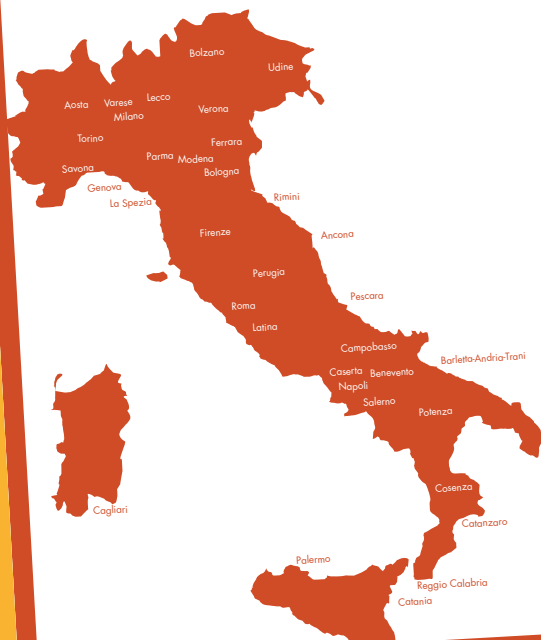 Bolzano
Udine
Aosta
Varese
Lecco
Milano
Verona
Torino
Ferrara
Parma
Modena
Savona
Bologna
Genova
La Spezia
Rimini
Firenze
Ancona
Perugia
Pescara
Roma
Latina
Campobasso
Barletta-Andria-Trani
Caserta
Benevento
Napoli
Salerno
Potenza
Cosenza
Cagliari
Catanzaro
Palermo
Reggio Calabria
Catania